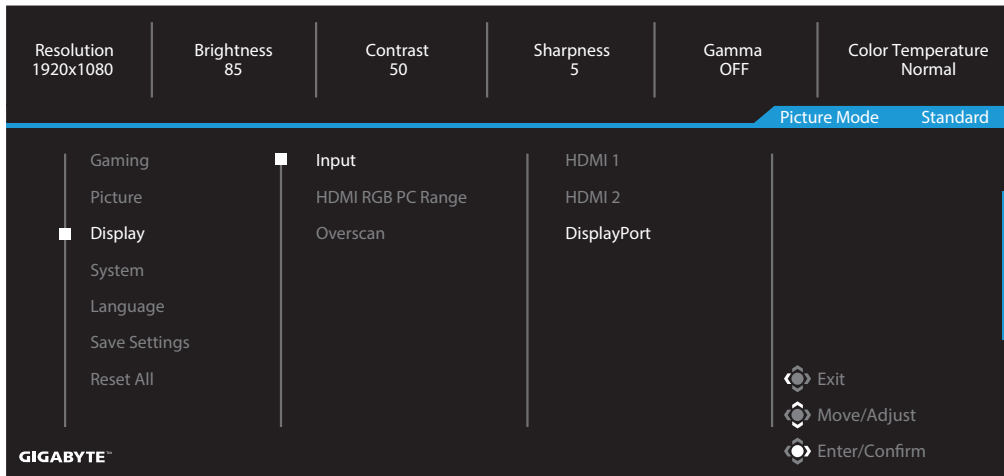 Resolution
1920x1080
Brightness
85
Contrast
50
Sharpness
5
Gamma
OFF
Color Temperature
Normal
Picture Mode Standard
Gaming
Picture
Display
System
Language
Save Settings
Reset All
Input
HDMI RGB PC Range
Overscan
HDMI 1
HDMI 2
DisplayPort
Exit
Move/Adjust
Enter/Confirm
GIGABYTE™